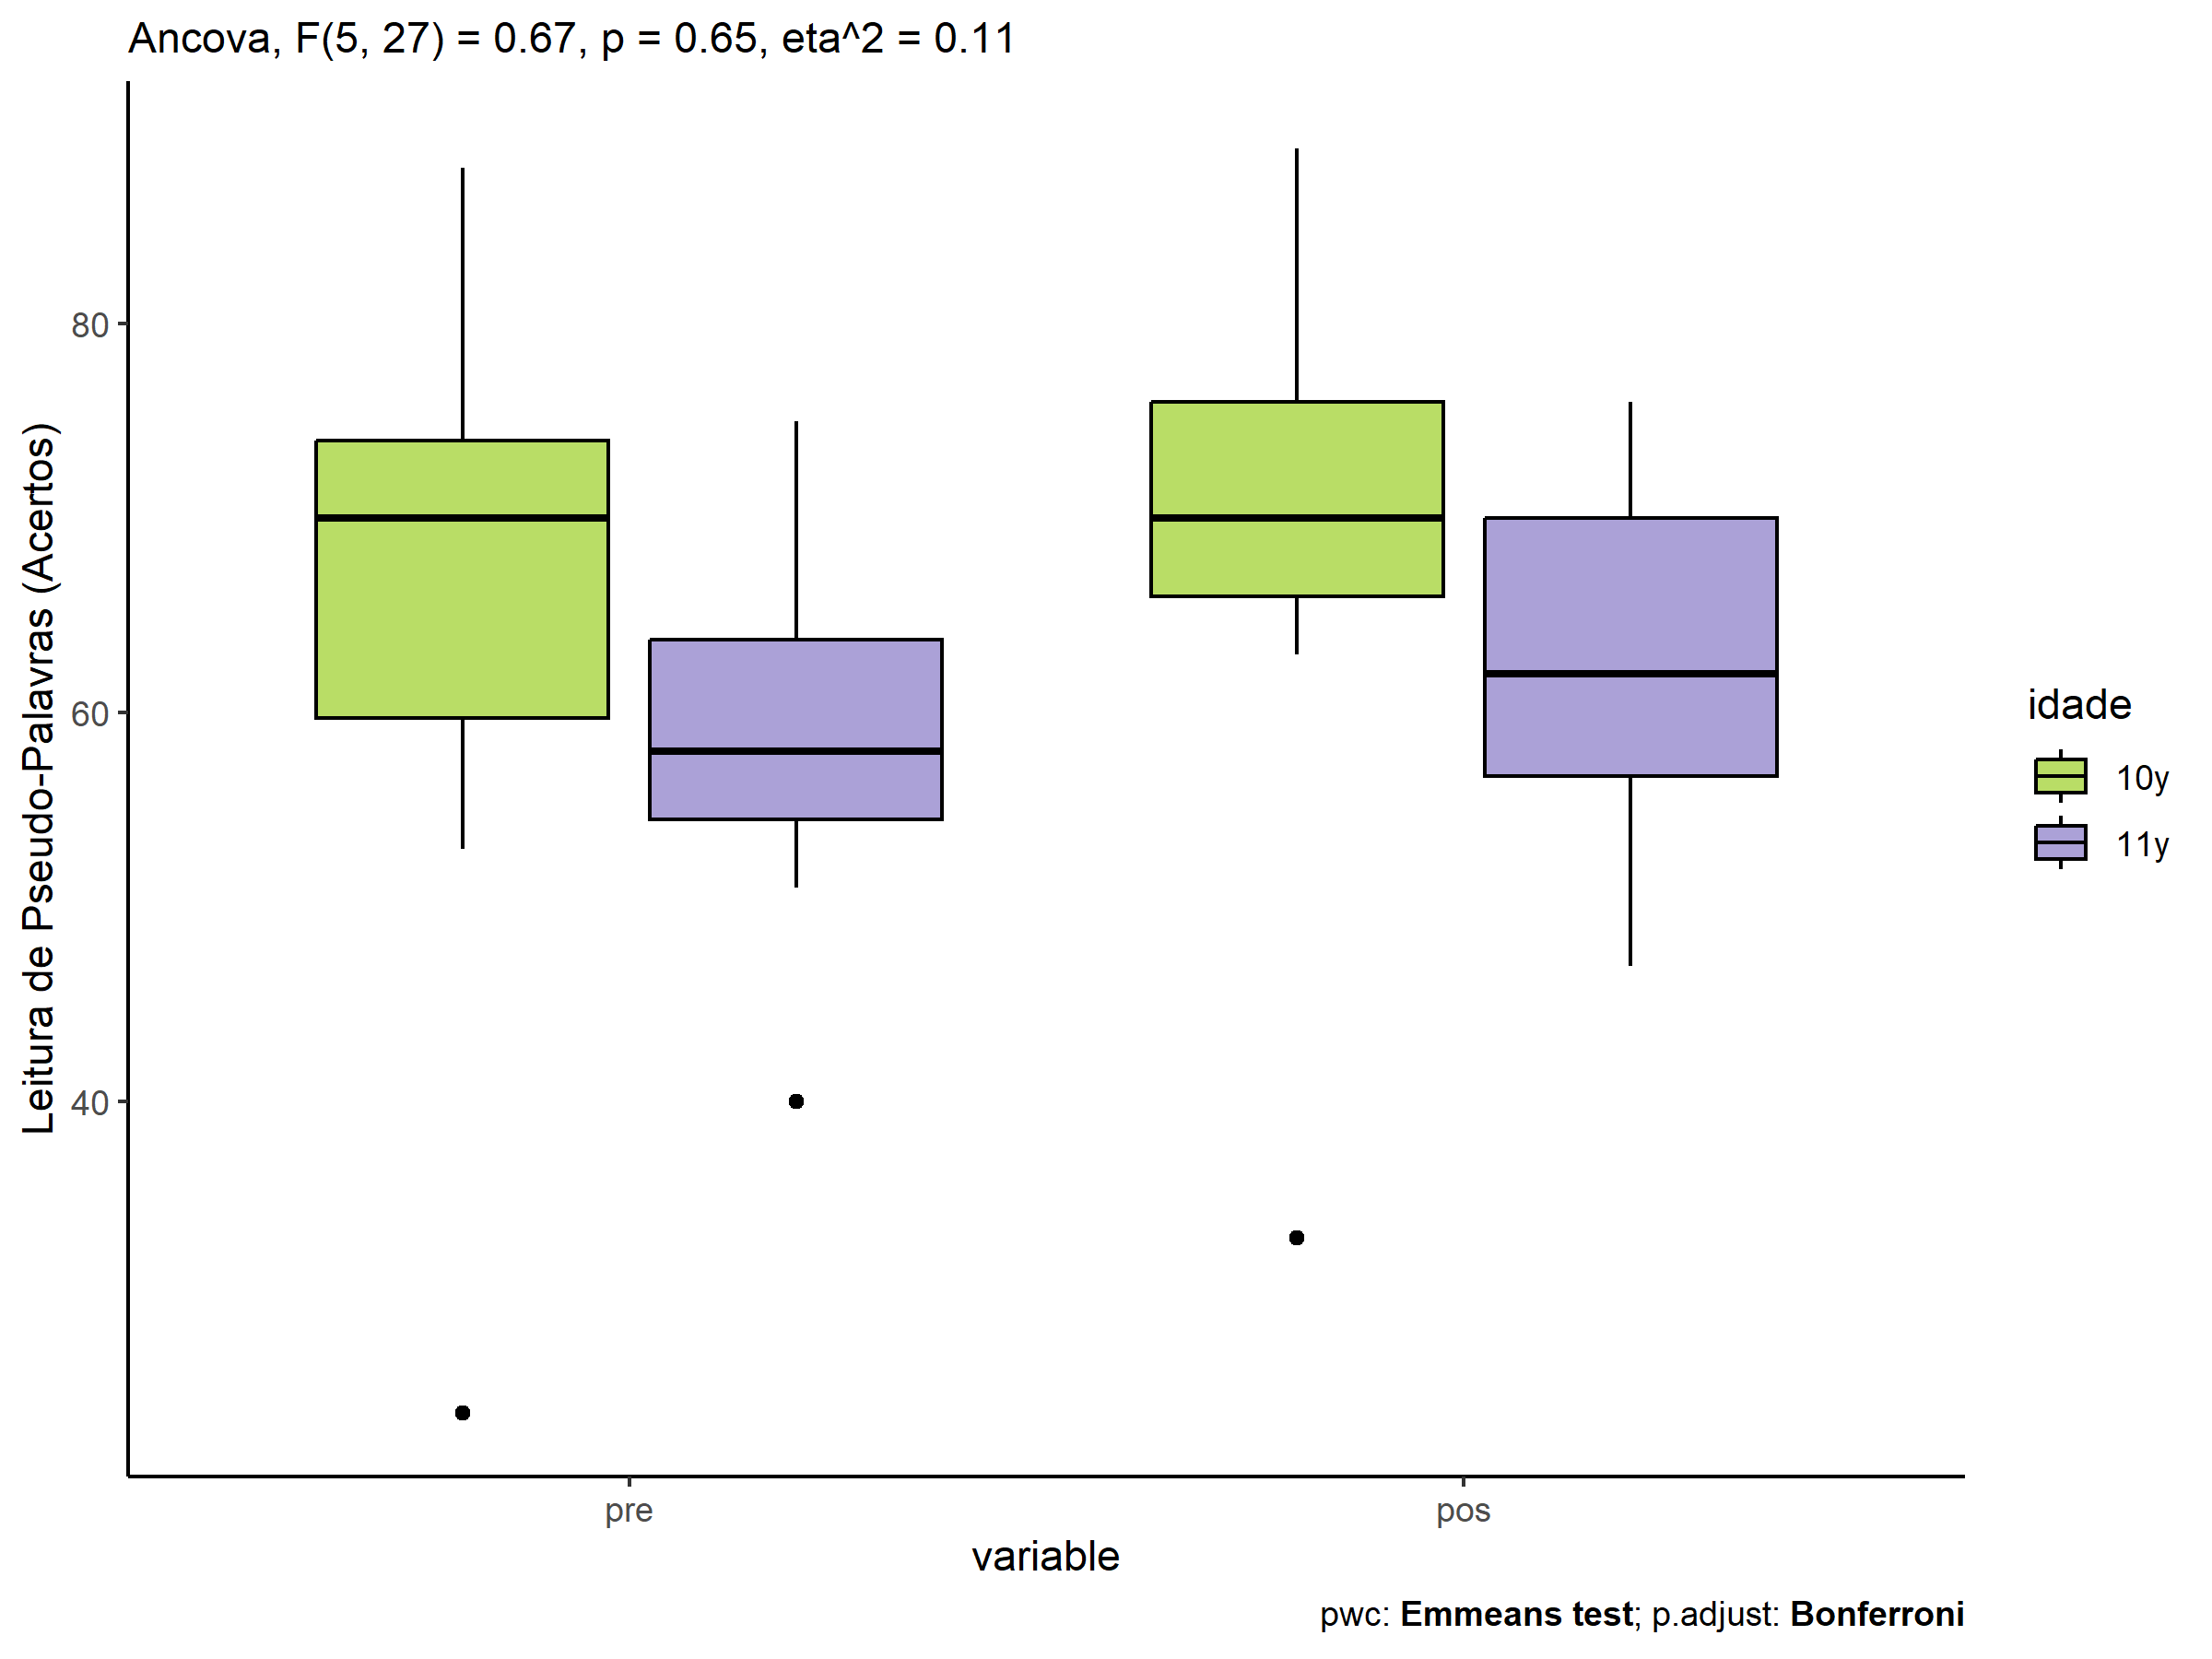 Ancova, F(5, 27) = 0.67, p = 0.65, eta^2 = 0.11
Leitura de Pseudo-Palavras (Acertos)
80
60
40
pre
pos
variable
idade
10y
11y
pwc: Emmeans test; p.adjust: Bonferroni